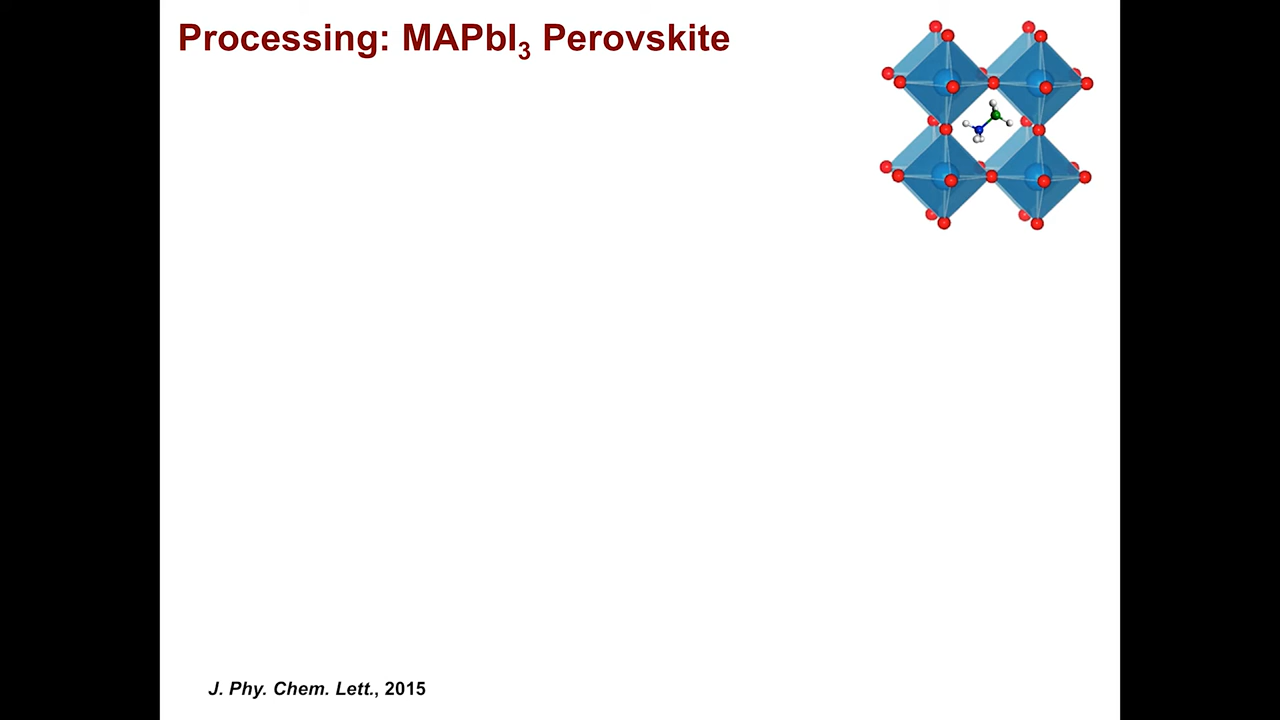 Processing: MAPbI₃ Perovskite
J. Phy. Chem. Lett., 2015